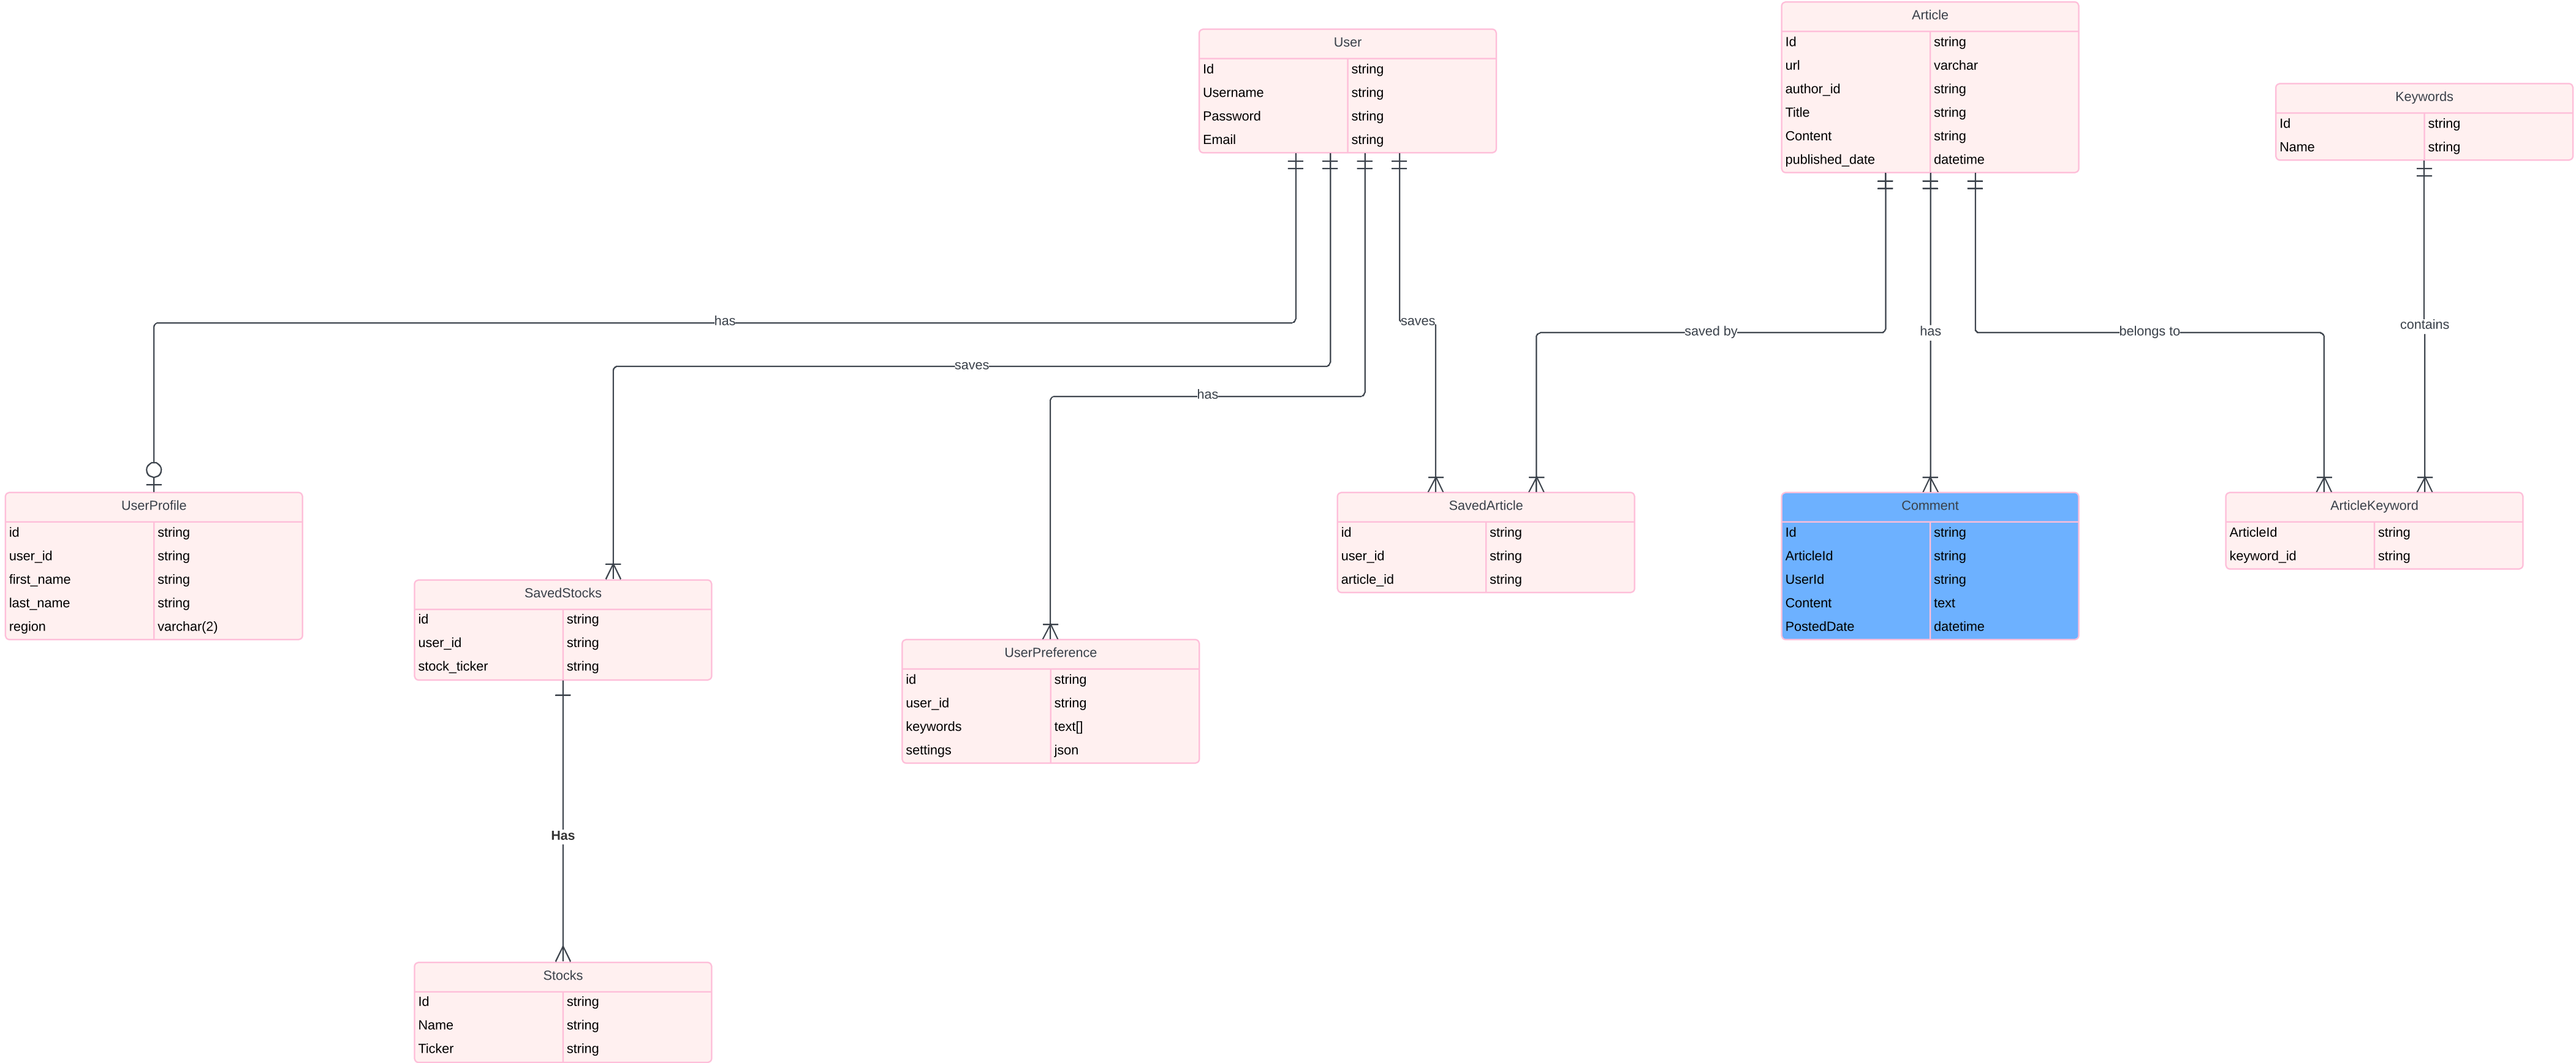 User
Id string
Username string
Password string
Email string
Article
Id string
url varchar
author_id string
Title string
Content string
published_date datetime
Keywords
Id string
Name string
has
saves
has
saves
saved by
has
belongs to
contains
UserProfile
id string
user_id string
first_name string
last_name string
region varchar(2)
SavedStocks
id string
user_id string
stock_ticker string
UserPreference
id string
user_id string
keywords text[]
settings json
SavedArticle
id string
user_id string
article_id string
Comment
Id string
ArticleId string
UserId string
Content text
PostedDate datetime
ArticleKeyword
ArticleId string
keyword_id string
Has
Stocks
Id string
Name string
Ticker string